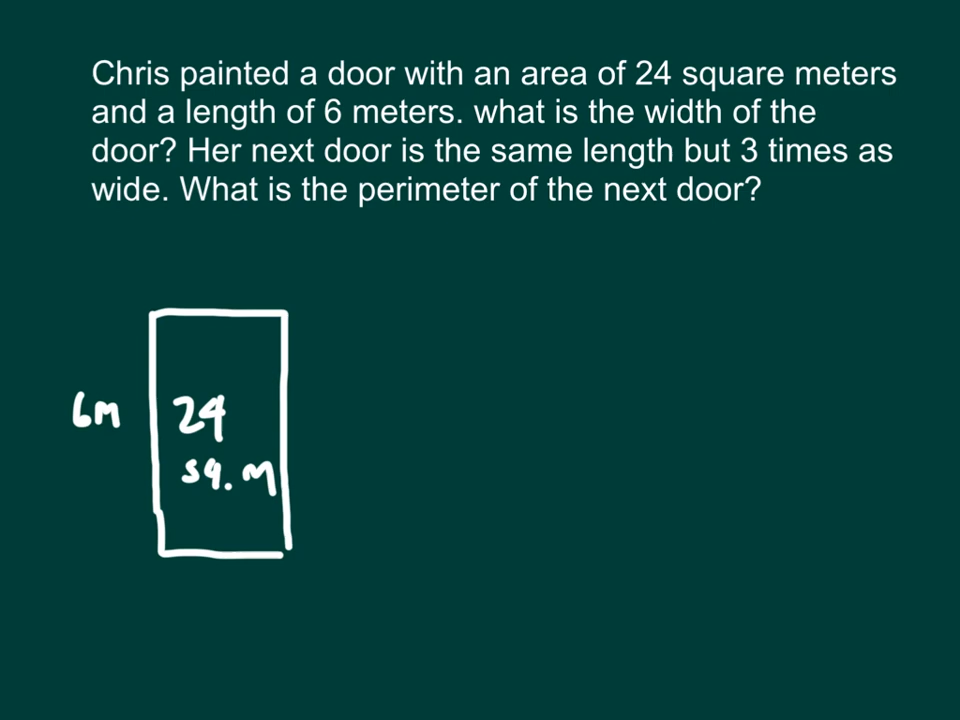 Chris painted a door with an area of 24 square meters
and a length of 6 meters. what is the width of the
door? Her next door is the same length but 3 times as
wide. What is the perimeter of the next door?
6m 24
sq. m